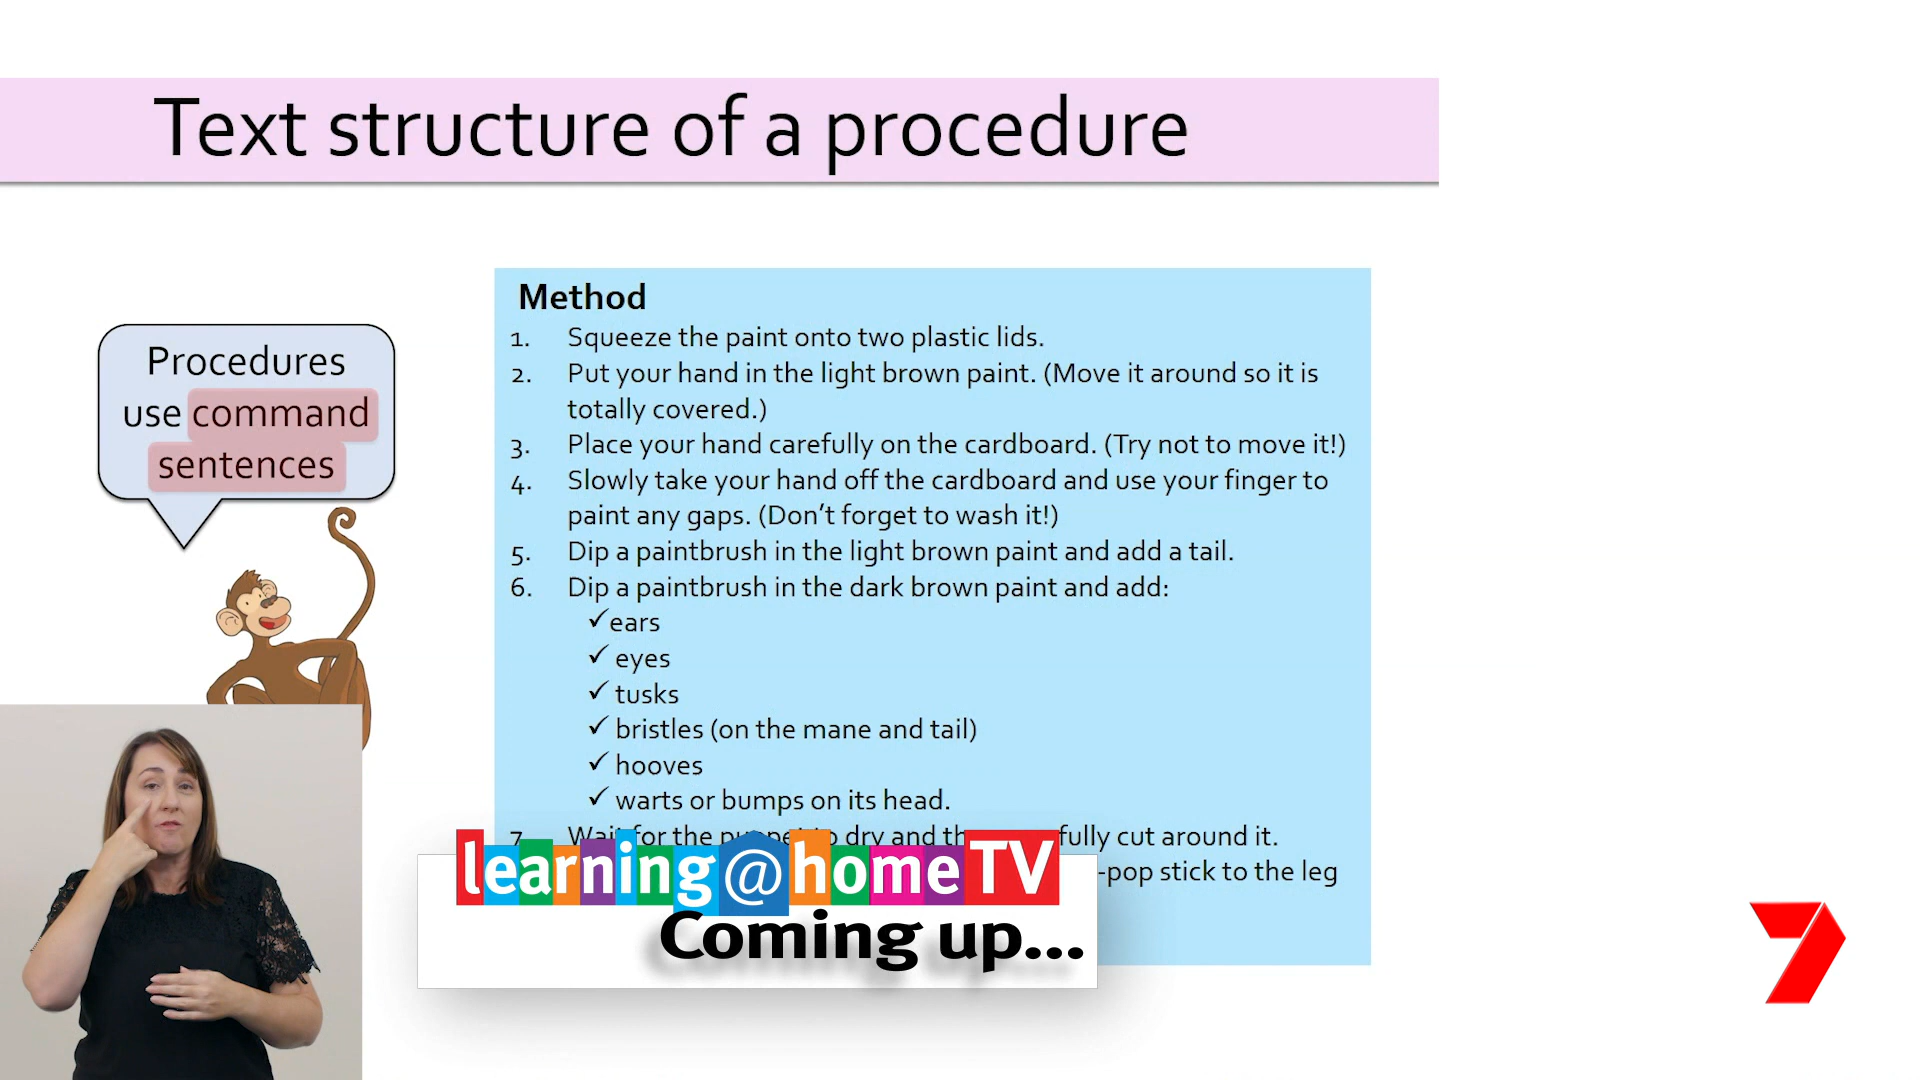 Text structure of a procedure
Procedures
use command
sentences
Method
1. Squeeze the paint onto two plastic lids.
2. Put your hand in the light brown paint. (Move it around so it is
totally covered.)
3. Place your hand carefully on the cardboard. (Try not to move it!)
4. Slowly take your hand off the cardboard and use your finger to
paint any gaps. (Don’t forget to wash it!)
5. Dip a paintbrush in the light brown paint and add a tail.
6. Dip a paintbrush in the dark brown paint and add:
✓ears
✓ eyes
✓ tusks
✓ bristles (on the mane and tail)
✓ hooves
✓ warts or bumps on its head.
7. Wait for the puppet to dry and cut around it.
-pop stick to the leg
learning@homeTV
Coming up...
7